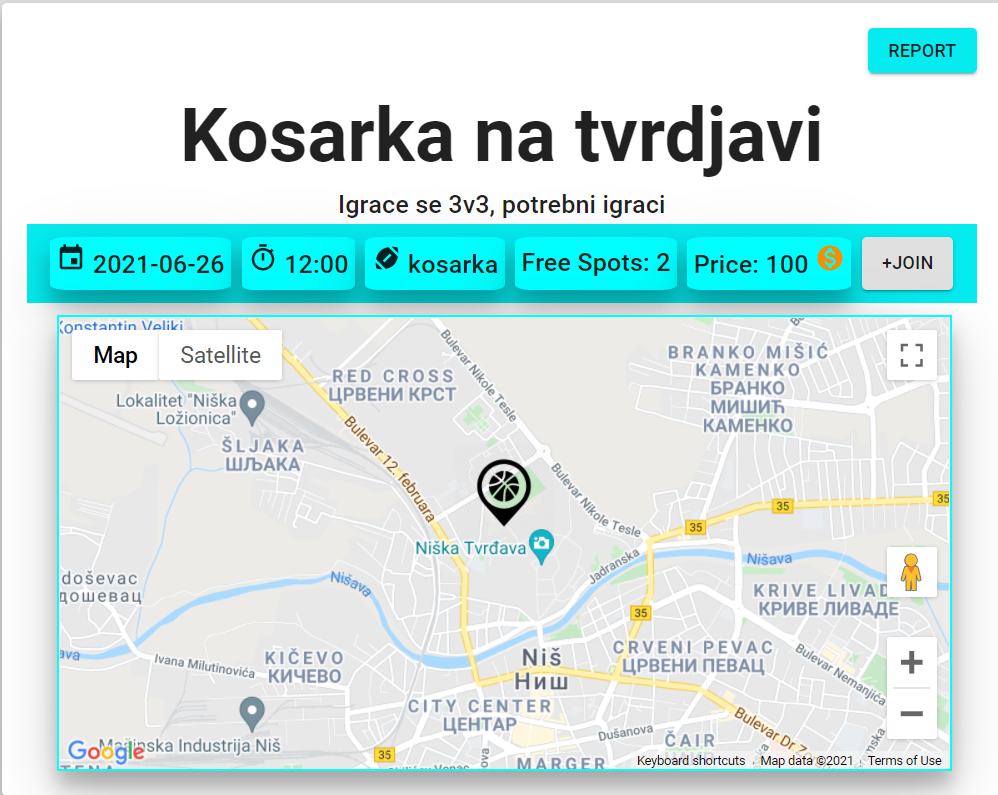 REPORT
Kosarka na tvrdjavi
Igrace se 3v3, potrebni igraci
2021-06-26
12:00
kosarka
Free Spots: 2
Price: 100
+JOIN
Konstantin Veliki
Map
Satellite
Bulevar Nikole Tesle
BRANKO MIŠIĆ
KAMENKO
БРАНКО
МИШИЋ
КАМЕНКО
RED CROSS
ЦРВЕНИ КРСТ
Lokalitet "Niška
Ložionica"
Bulevar 12. februara
ŠLJAKA
ШЉАКА
Bulevar Nikole Tesle
35
35
35
Niška Tvrđava
Jadranska
Nišava
doševac
дошевац
Nišava
KRIVE LIVAD
КРИВЕ ЛИВАДЕ
35
šava
Ivana Milutinovića
KIČEVO
КИЧЕВО
Niš
Ниш
CRVENI PEVAC
ЦРВЕНИ ПЕВАЦ
Bulevar Nemanjića
CITY CENTER
ЦЕНТАР
Bulevar Dr. Zo
Dušanova
ČAIR
Google
Mašinska Industrija Niš
35
MARGER
Keyboard shortcuts
Map data ©2021
Terms of Use